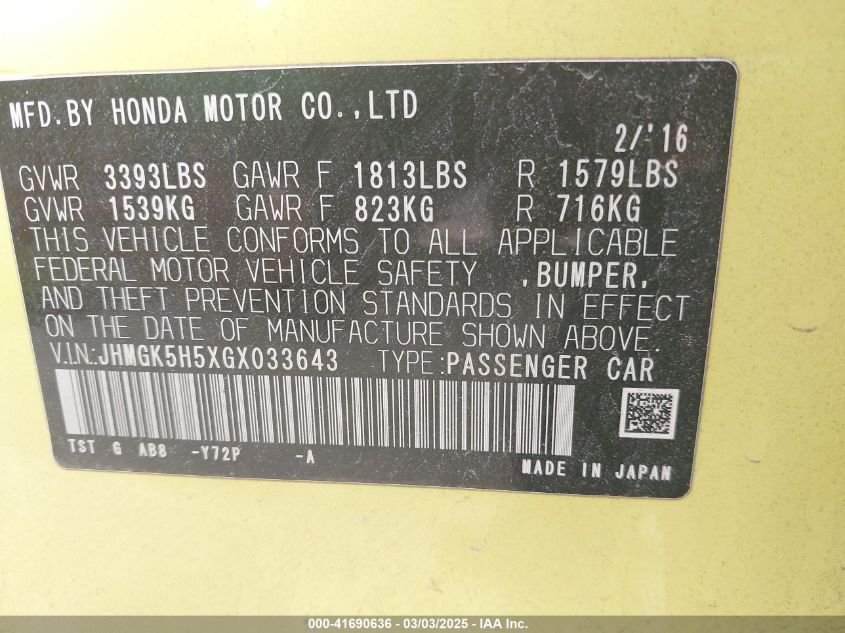 MFD.BY HONDA MOTOR CO.,LTD
2/'16
GVWR 3393LBS GAWR F 1813LBS R 1579LBS
GVWR 1539KG GAWR F 823KG R 716KG
THIS VEHICLE CONFORMS TO ALL APPLICABLE
FEDERAL MOTOR VEHICLE SAFETY ,BUMPER,
AND THEFT PREVENTION STANDARDS IN EFFECT
ON THE DATE OF MANUFACTURE SHOWN ABOVE.
V.I.N:JHMGK5H5XGX033643 TYPE:PASSENGER CAR
TST G AB8 -Y72P -A
MADE IN JAPAN
000-41690636 - 03/03/2025 - IAA, Inc.